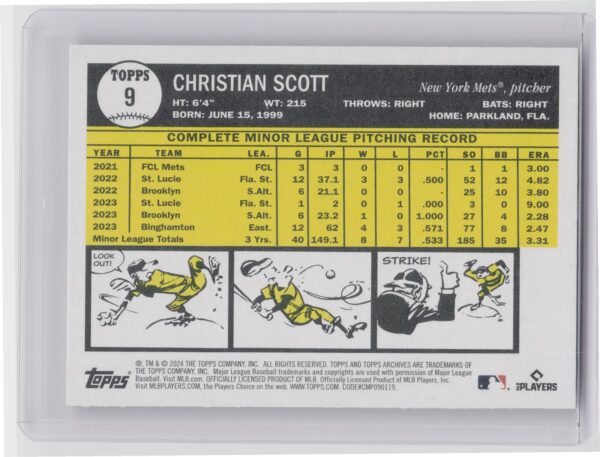 TOPPS
9
CHRISTIAN SCOTT
New York Mets®, pitcher
HT: 6'4" WT: 215 THROWS: RIGHT BATS: RIGHT
BORN: JUNE 15, 1999 HOME: PARKLAND, FLA.
COMPLETE MINOR LEAGUE PITCHING RECORD
YEAR TEAM LEA. G IP W L PCT SO BB ERA
2021 FCL Mets FCL 3 3 0 0 - 1 1 3.00
2022 St. Lucie Fla. St. 12 37.1 3 3 .500 52 12 4.82
2022 Brooklyn S.Alt. 6 21.1 0 0 - 25 10 3.80
2023 St. Lucie Fla. St. 1 2 0 1 .000 3 0 9.00
2023 Brooklyn S.Alt. 6 23.2 1 0 1.000 27 4 2.28
2023 Binghamton East. 12 62 4 3 .571 77 8 2.47
Minor League Totals 3 Yrs. 40 149.1 8 7 .533 185 35 3.31
LOOK OUT!
STRIKE!
®, TM & © 2024 THE TOPPS COMPANY, INC. ALL RIGHTS RESERVED. TOPPS AND TOPPS ARCHIVES ARE TRADEMARKS OF
THE TOPPS COMPANY, INC. Major League Baseball trademarks and copyrights are used with permission of Major League
Baseball. Visit MLB.com. OFFICIALLY LICENSED PRODUCT OF MLB. Officially Licensed Product of MLB Players, Inc.
Visit MLBPLAYERS.com, the Players Choice on the web. WWW.TOPPS.COM. CODE#CMP090119.
topps
PLAYERS